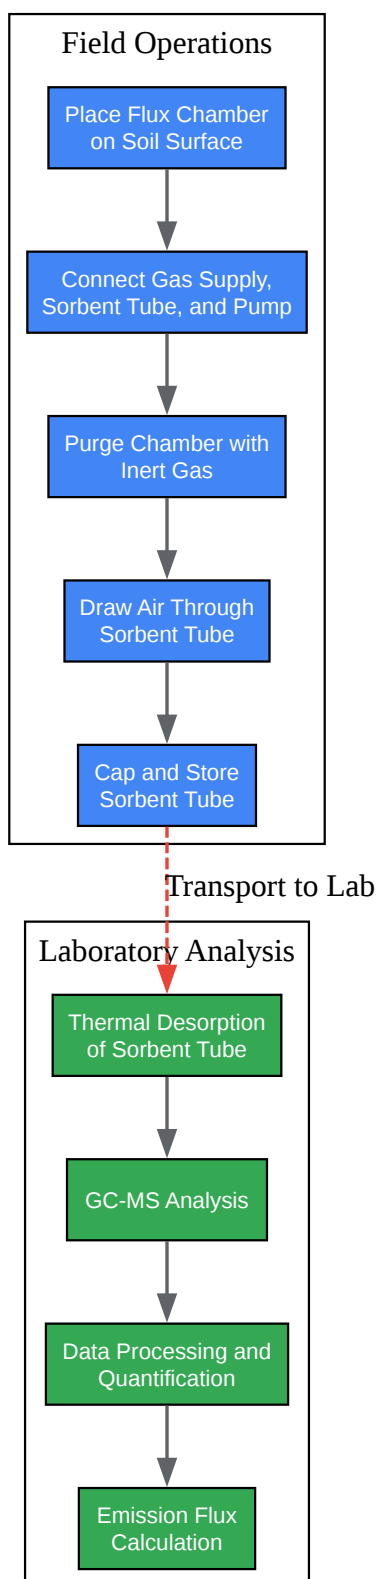 Field Operations
Place Flux Chamber
on Soil Surface
Connect Gas Supply,
Sorbent Tube, and Pump
Purge Chamber with
Inert Gas
Draw Air Through
Sorbent Tube
Cap and Store
Sorbent Tube
Transport to Lab
Laboratory Analysis
Thermal Desorption
of Sorbent Tube
GC-MS Analysis
Data Processing and
Quantification
Emission Flux
Calculation